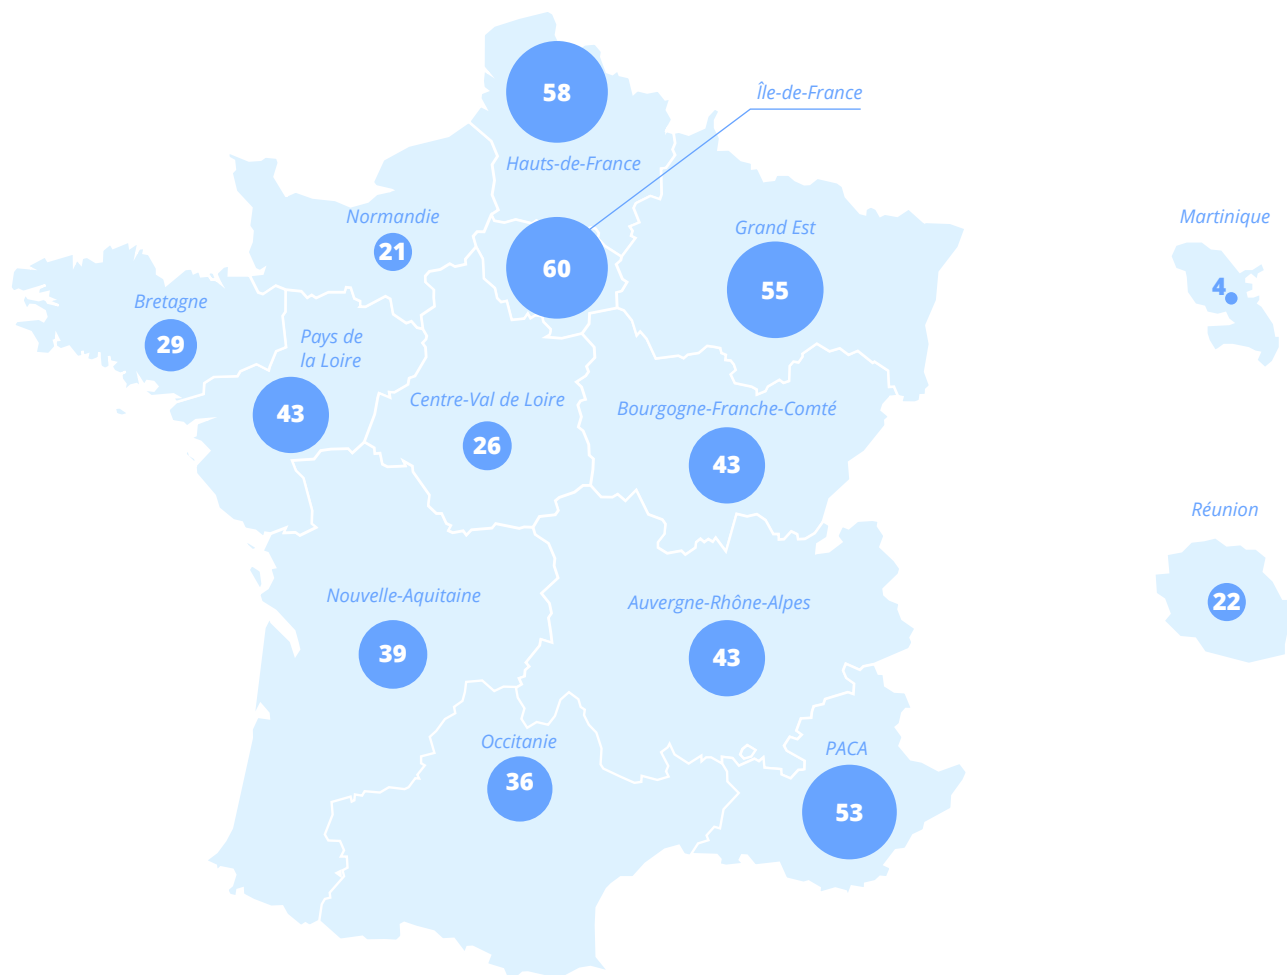 58
Hauts-de-France
Île-de-France
60
Normandie
21
Grand Est
55
Martinique
4
Bretagne
29
Pays de
la Loire
43
Centre-Val de Loire
26
Bourgogne-Franche-Comté
43
Réunion
22
Nouvelle-Aquitaine
39
Auvergne-Rhône-Alpes
43
Occitanie
36
PACA
53